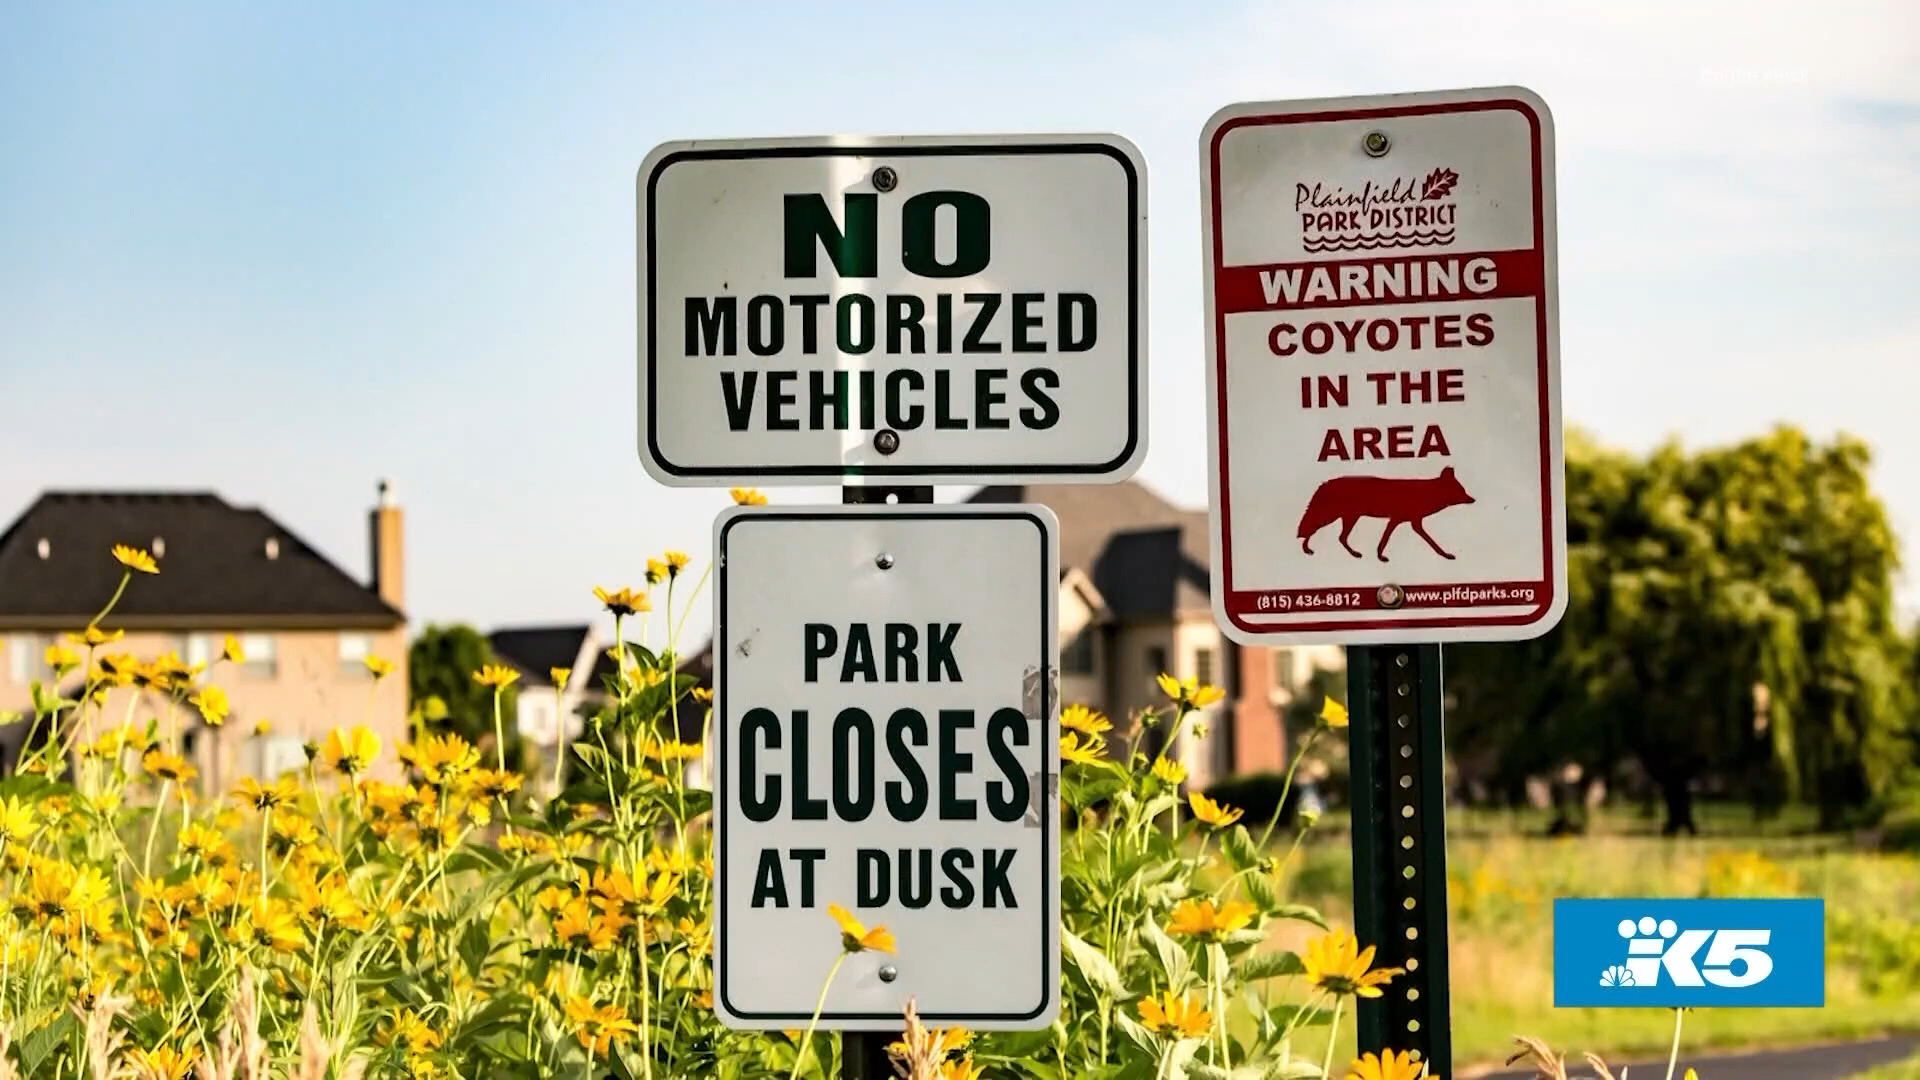 NO
MOTORIZED
VEHICLES
PARK
CLOSES
AT DUSK
Plainfield
PARK DISTRICT
WARNING
COYOTES
IN THE
AREA
(815) 436-8812 www.plfdparks.org
K5